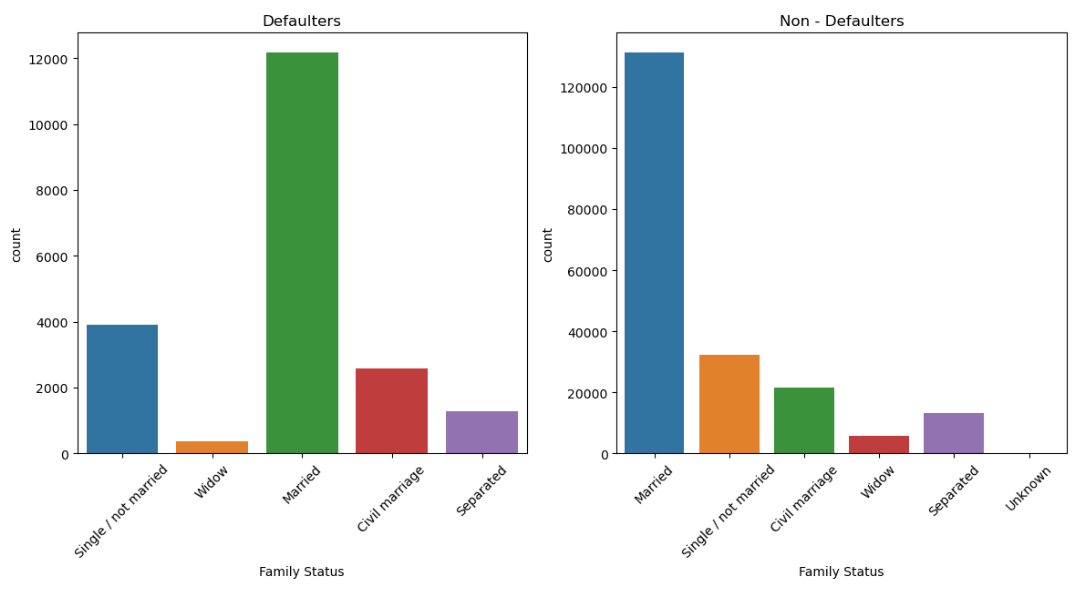 Defaulters
count
12000
10000
8000
6000
4000
2000
0
Single / not married
Widow
Married
Civil marriage
Separated
Family Status
Non - Defaulters
count
120000
100000
80000
60000
40000
20000
0
Married
Single / not married
Civil marriage
Widow
Separated
Unknown
Family Status